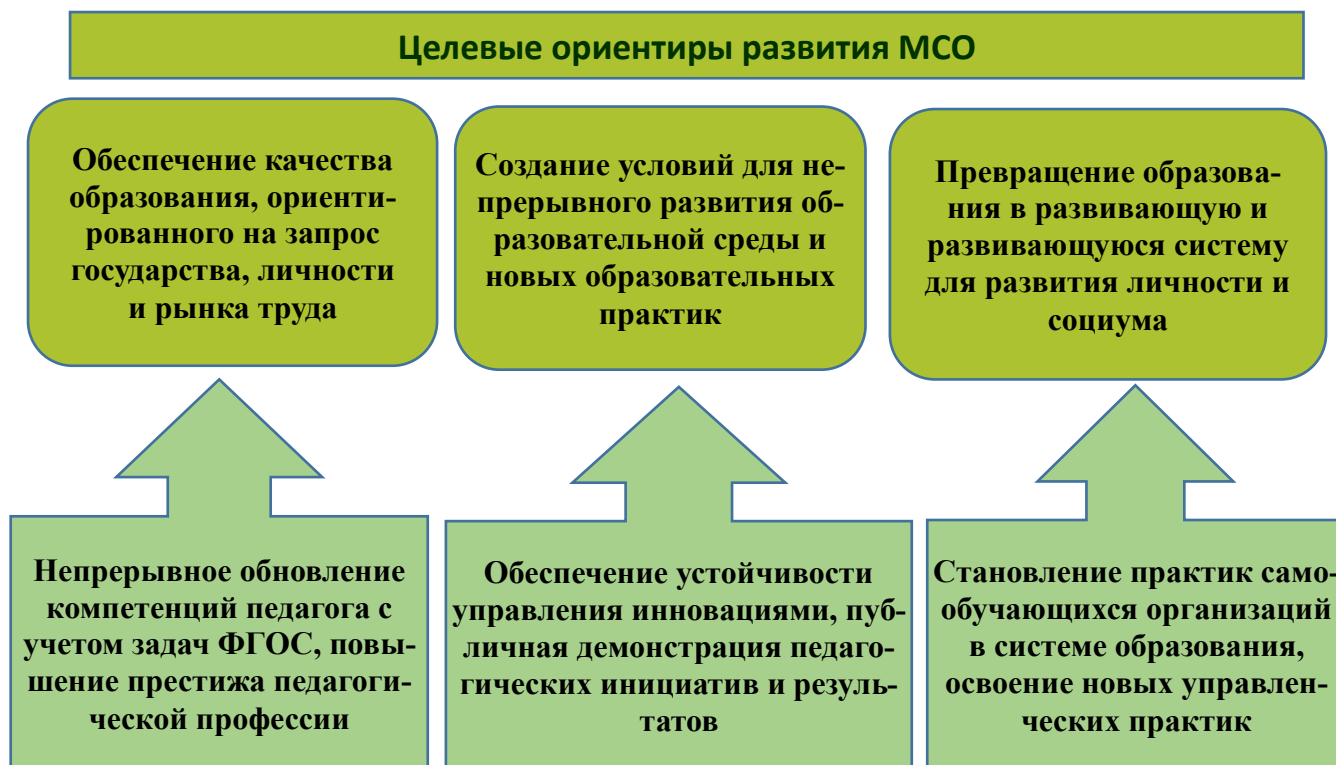 Целевые ориентиры развития МСО
Обеспечение качества
образования, ориенти-
рованного на запрос
государства, личности
и рынка труда
Создание условий для не-
прерывного развития об-
разовательной среды и
новых образовательных
практик
Превращение образова-
ния в развивающую и
развивающуюся систему
для развития личности и
социума
Непрерывное обновление
компетенций педагога с
учетом задач ФГОС, повы-
шение престижа педагоги-
ческой профессии
Обеспечение устойчивости
управления инновациями, пуб-
личная демонстрация педаго-
гических инициатив и резуль-
татов
Становление практик само-
обучающихся организаций
в системе образования,
освоение новых управлен-
ческих практик